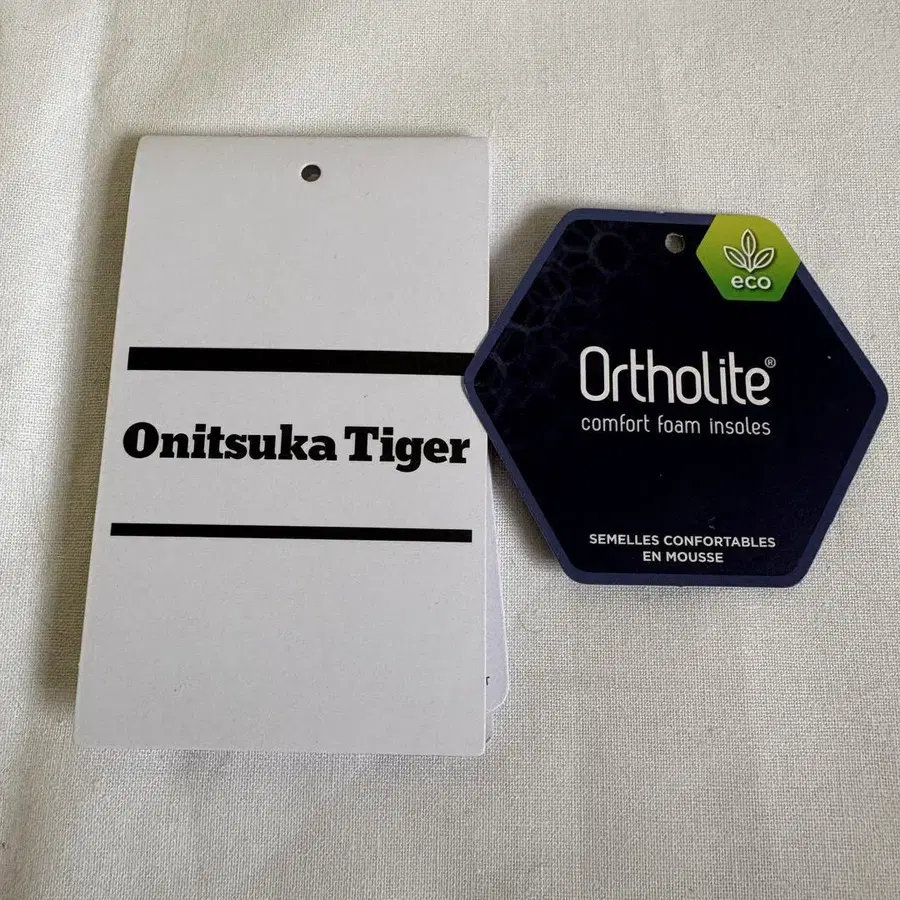 Onitsuka Tiger
eco
Ortholite®
comfort foam insoles
SEMELLES CONFORTABLES
EN MOUSSE